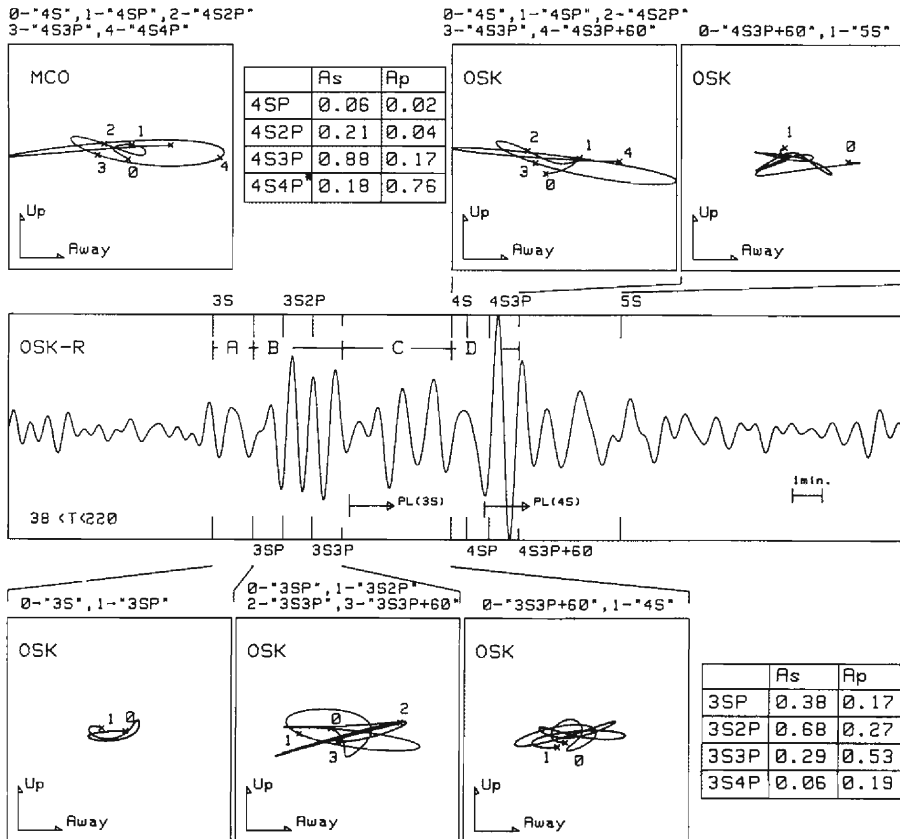 0-"4S",1-"4SP",2-"4S2P"
3-"4S3P",4-"4S4P"
0-"4S",1-"4SP",2-"4S2P"
3-"4S3P",4-"4S3P+60"
0-"4S3P+60",1-"5S"
MCO
2 1
3 0 4
Up
Away
As Ap
4SP 0.06 0.02
4S2P 0.21 0.04
4S3P 0.88 0.17
4S4P* 0.18 0.76
OSK
2 1 4
3 0
Up
Away
OSK
1 0
Up
Away
3S 3S2P 4S 4S3P 5S
OSK-R
A B C D
1min.
PL(3S) PL(4S)
38 <T<220
3SP 3S3P 4SP 4S3P+60
0-"3S",1-"3SP"
0-"3SP",1-"3S2P"
2-"3S3P",3-"3S3P+60"
0-"3S3P+60",1-"4S"
OSK
1 0
Up
Away
OSK
0 2
1 3
Up
Away
OSK
1 0
Up
Away
As Ap
3SP 0.38 0.17
3S2P 0.68 0.27
3S3P 0.29 0.53
3S4P 0.06 0.19